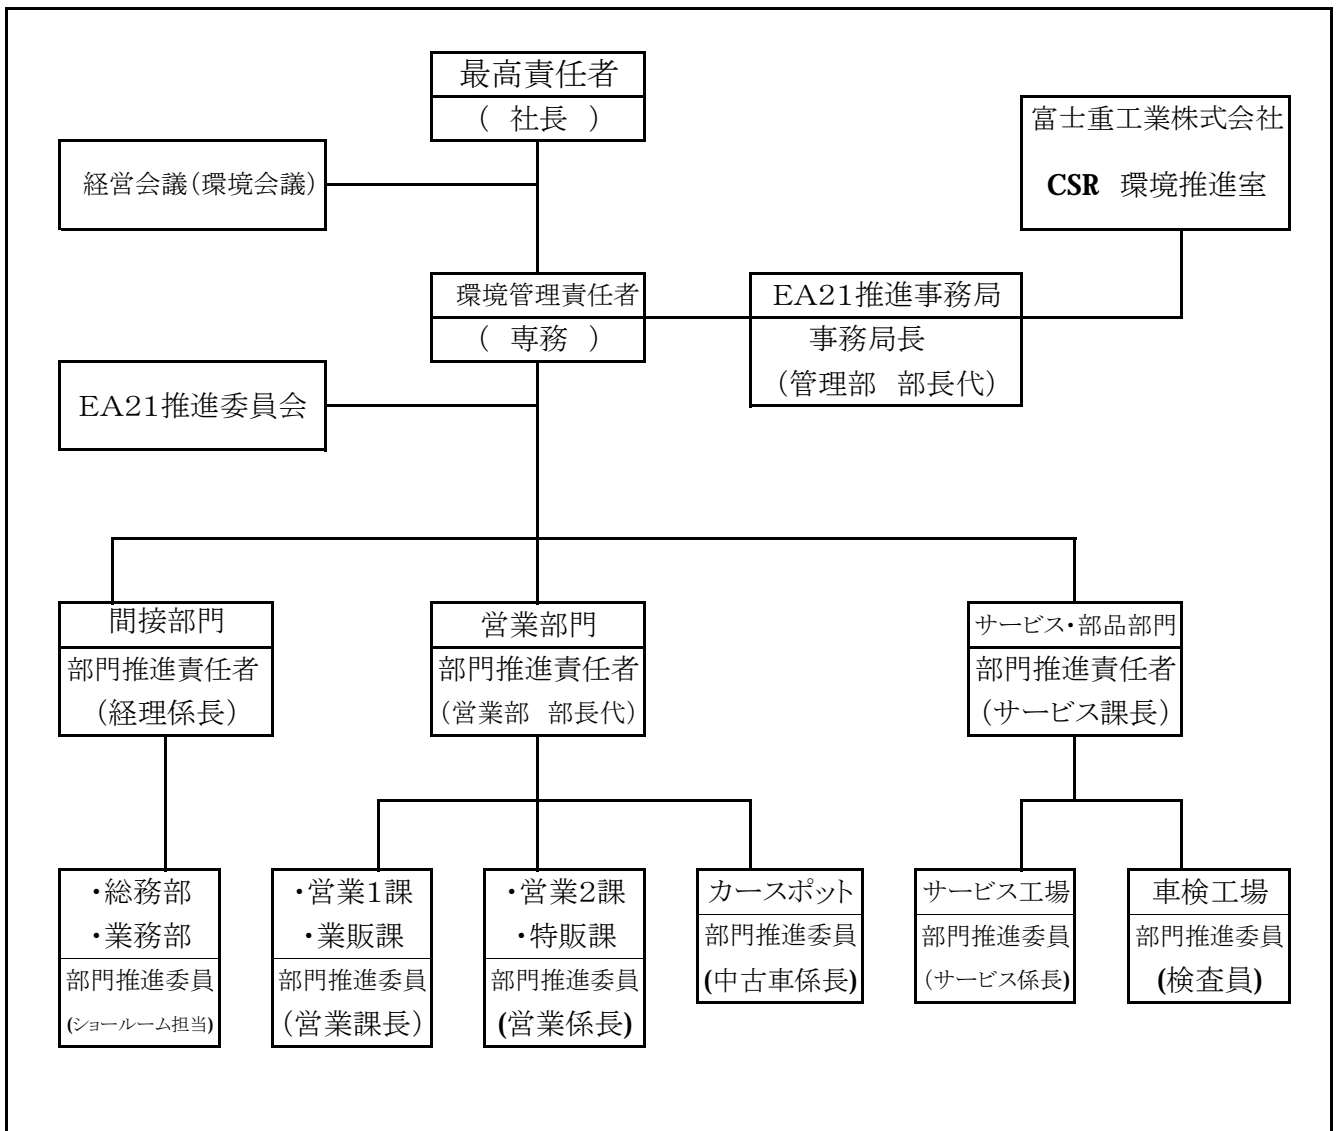 最高責任者
( 社長 )
富士重工業株式会社
CSR 環境推進室
経営会議(環境会議)
環境管理責任者
( 専務 )
EA21推進事務局
事務局長
(管理部 部長代)
EA21推進委員会
間接部門
部門推進責任者
(経理係長)
営業部門
部門推進責任者
(営業部 部長代)
サービス・部品部門
部門推進責任者
(サービス課長)
・総務部
・業務部
部門推進委員
(ショールーム担当)
・営業1課
・業販課
部門推進委員
(営業課長)
・営業2課
・特販課
部門推進委員
(営業係長)
カースポット
部門推進委員
(中古車係長)
サービス工場
部門推進委員
(サービス係長)
車検工場
部門推進委員
(検査員)